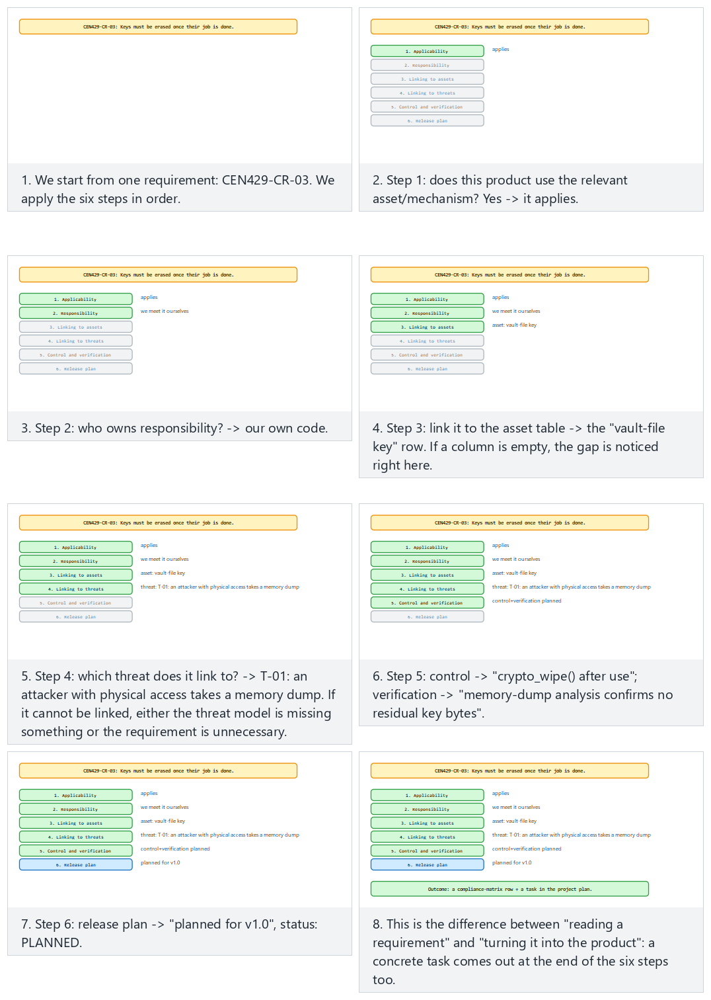 CEN429-CR-03: Keys must be erased once their job is done.
1. We start from one requirement: CEN429-CR-03. We
apply the six steps in order.
CEN429-CR-03: Keys must be erased once their job is done.
1. Applicability
applies
2. Responsibility
3. Linking to assets
4. Linking to threats
5. Control and verification
6. Release plan
2. Step 1: does this product use the relevant
asset/mechanism? Yes -> it applies.
CEN429-CR-03: Keys must be erased once their job is done.
1. Applicability
applies
2. Responsibility
we meet it ourselves
3. Linking to assets
4. Linking to threats
5. Control and verification
6. Release plan
3. Step 2: who owns responsibility? -> our own code.
CEN429-CR-03: Keys must be erased once their job is done.
1. Applicability
applies
2. Responsibility
we meet it ourselves
3. Linking to assets
asset: vault-file key
4. Linking to threats
5. Control and verification
6. Release plan
4. Step 3: link it to the asset table -> the "vault-file
key" row. If a column is empty, the gap is noticed
right here.
CEN429-CR-03: Keys must be erased once their job is done.
1. Applicability
applies
2. Responsibility
we meet it ourselves
3. Linking to assets
asset: vault-file key
4. Linking to threats
threat: T-01: an attacker with physical access takes a memory dump
5. Control and verification
6. Release plan
5. Step 4: which threat does it link to? -> T-01: an
attacker with physical access takes a memory dump. If
it cannot be linked, either the threat model is missing
something or the requirement is unnecessary.
CEN429-CR-03: Keys must be erased once their job is done.
1. Applicability
applies
2. Responsibility
we meet it ourselves
3. Linking to assets
asset: vault-file key
4. Linking to threats
threat: T-01: an attacker with physical access takes a memory dump
5. Control and verification
control+verification planned
6. Release plan
6. Step 5: control -> "crypto_wipe() after use";
verification -> "memory-dump analysis confirms no
residual key bytes".
CEN429-CR-03: Keys must be erased once their job is done.
1. Applicability
applies
2. Responsibility
we meet it ourselves
3. Linking to assets
asset: vault-file key
4. Linking to threats
threat: T-01: an attacker with physical access takes a memory dump
5. Control and verification
control+verification planned
6. Release plan
planned for v1.0
7. Step 6: release plan -> "planned for v1.0", status:
PLANNED.
CEN429-CR-03: Keys must be erased once their job is done.
1. Applicability
applies
2. Responsibility
we meet it ourselves
3. Linking to assets
asset: vault-file key
4. Linking to threats
threat: T-01: an attacker with physical access takes a memory dump
5. Control and verification
control+verification planned
6. Release plan
planned for v1.0
Outcome: a compliance-matrix row + a task in the project plan.
8. This is the difference between "reading a
requirement" and "turning it into the product": a
concrete task comes out at the end of the six steps
too.